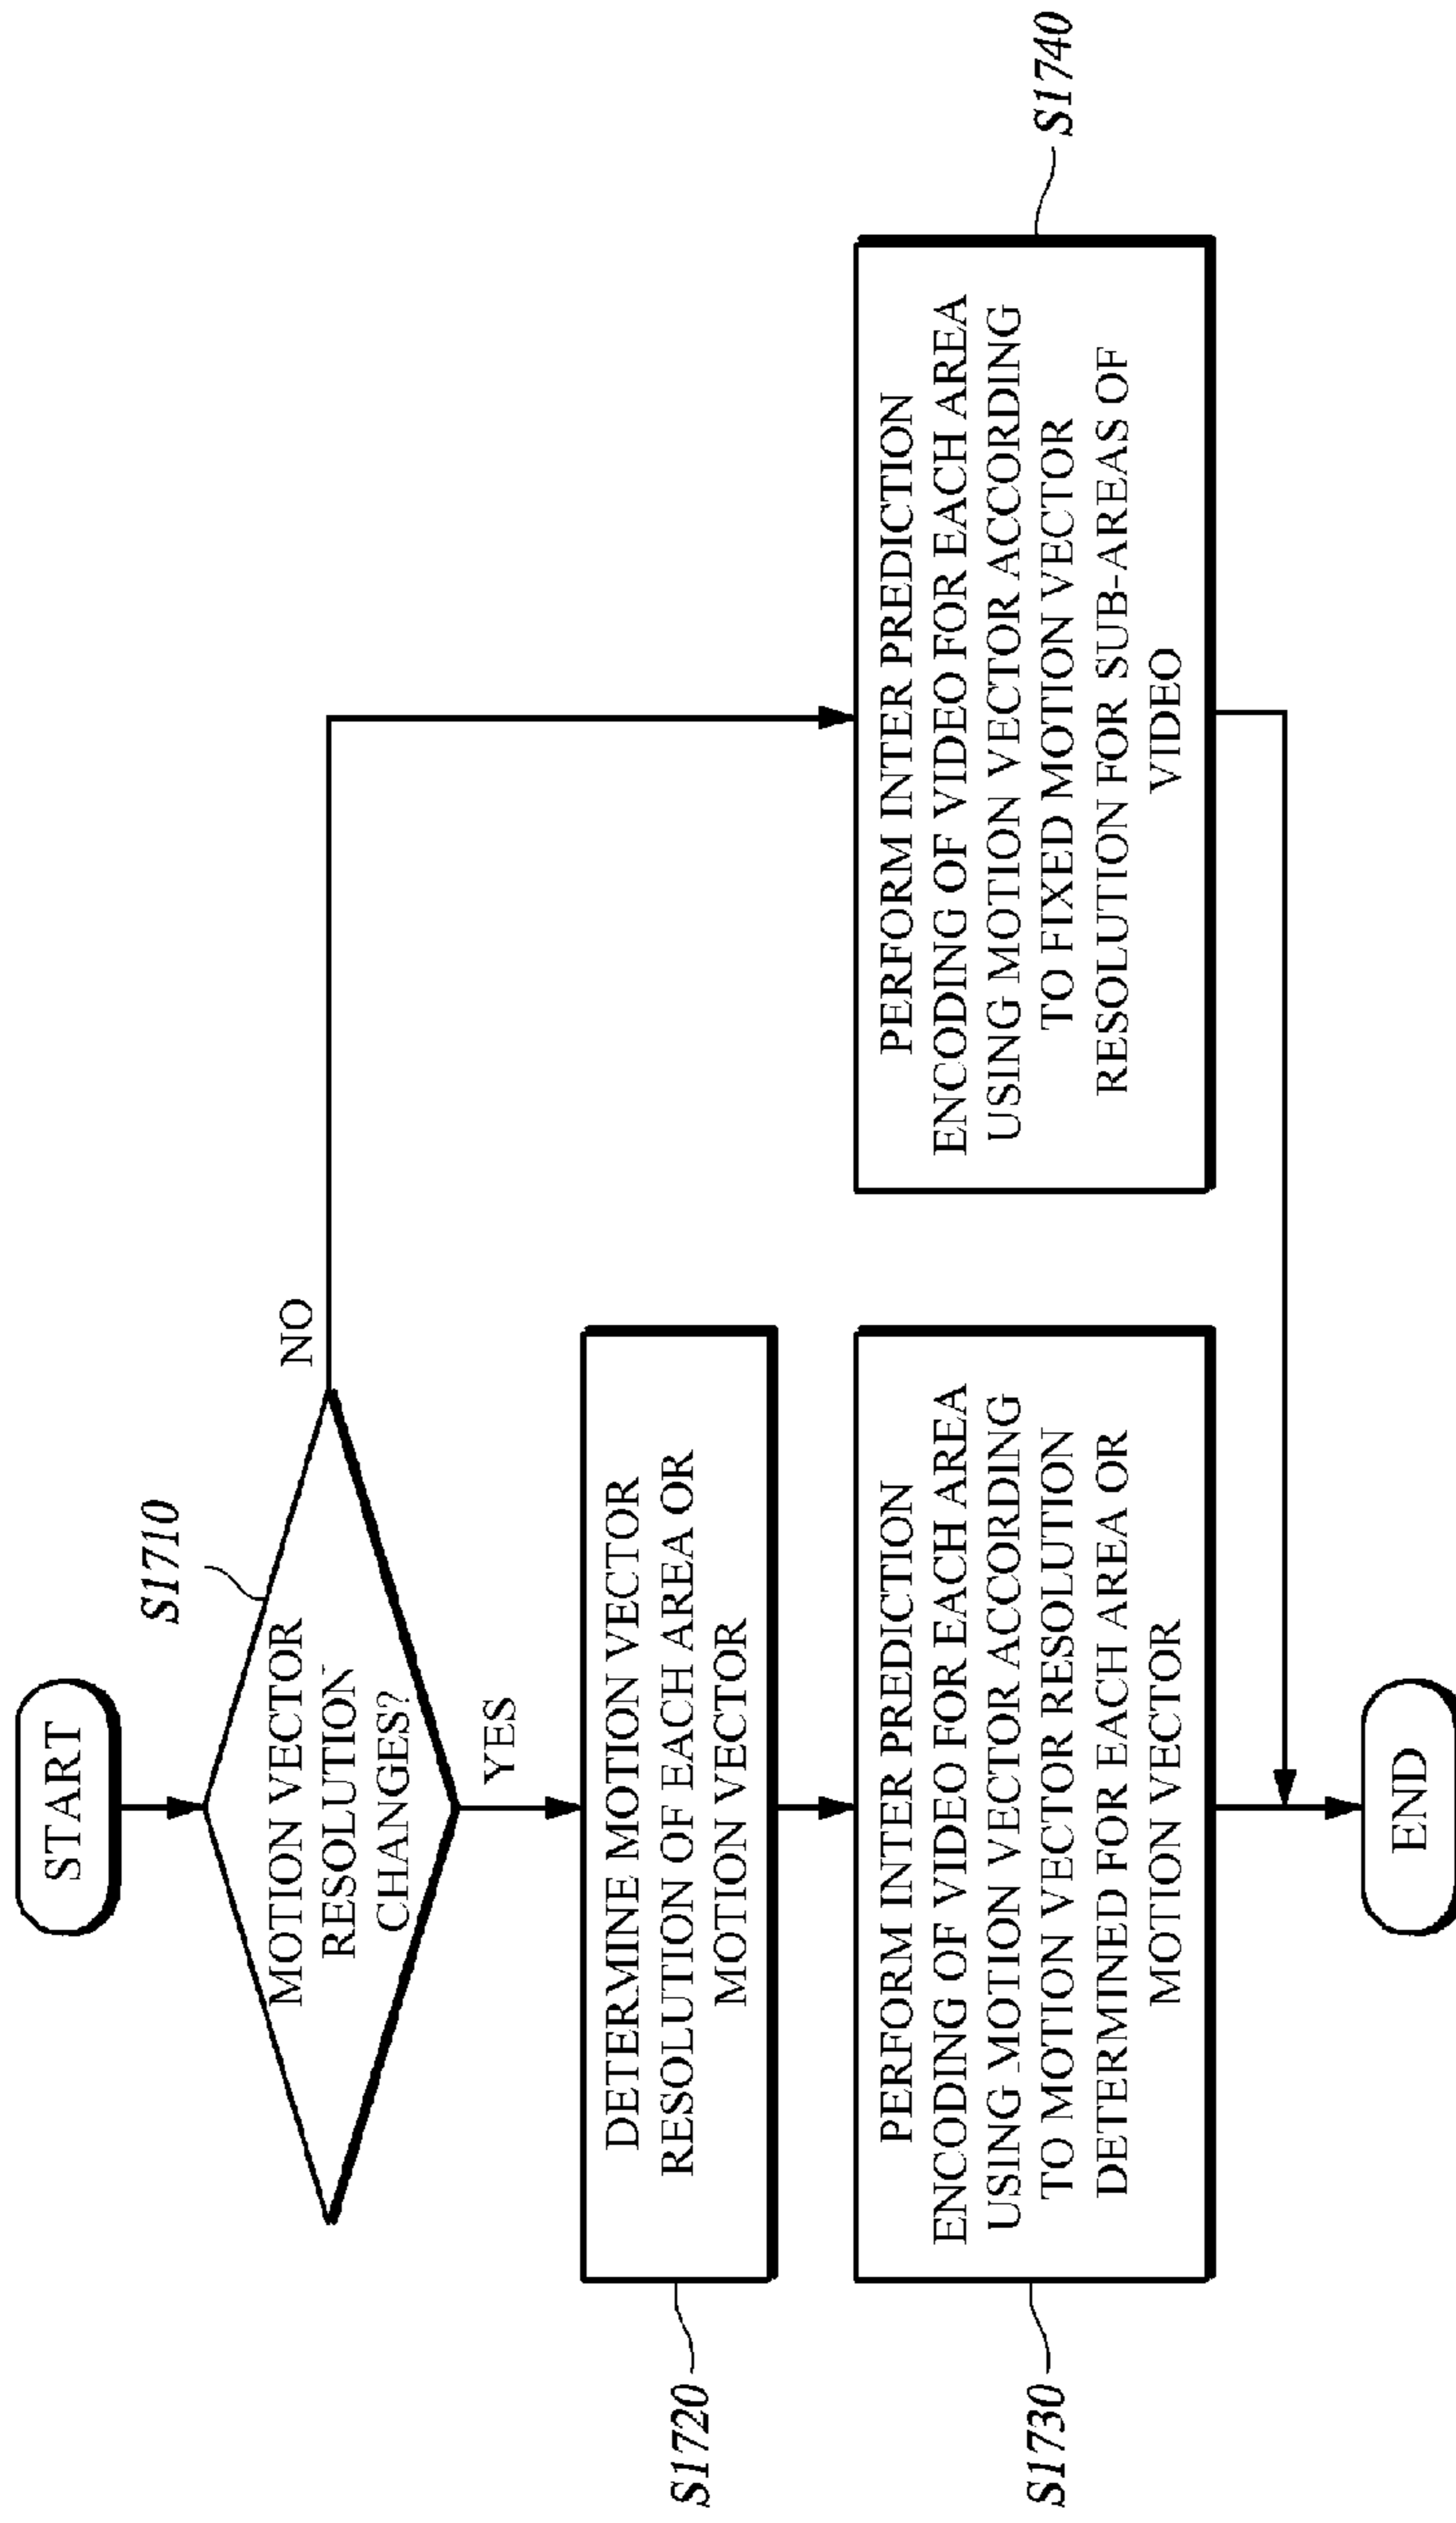 START
S1710
MOTION VECTOR
RESOLUTION
CHANGES?
NO
YES
S1720
DETERMINE MOTION VECTOR
RESOLUTION OF EACH AREA OR
MOTION VECTOR
S1730
PERFORM INTER PREDICTION
ENCODING OF VIDEO FOR EACH AREA
USING MOTION VECTOR ACCORDING
TO MOTION VECTOR RESOLUTION
DETERMINED FOR EACH AREA OR
MOTION VECTOR
S1740
PERFORM INTER PREDICTION
ENCODING OF VIDEO FOR EACH AREA
USING MOTION VECTOR ACCORDING
TO FIXED MOTION VECTOR
RESOLUTION FOR SUB-AREAS OF
VIDEO
END